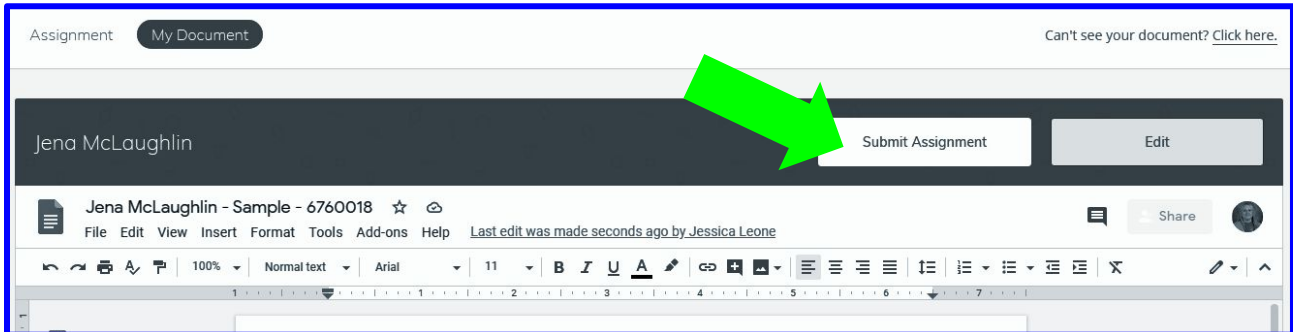 Assignment My Document Can't see your document? Click here.
Jena McLaughlin Submit Assignment Edit
Jena McLaughlin - Sample - 6760018
Share
File Edit View Insert Format Tools Add-ons Help Last edit was made seconds ago by Jessica Leone
100% Normal text Arial 11 B I U A
1 1 2 3 4 5 6 7
1